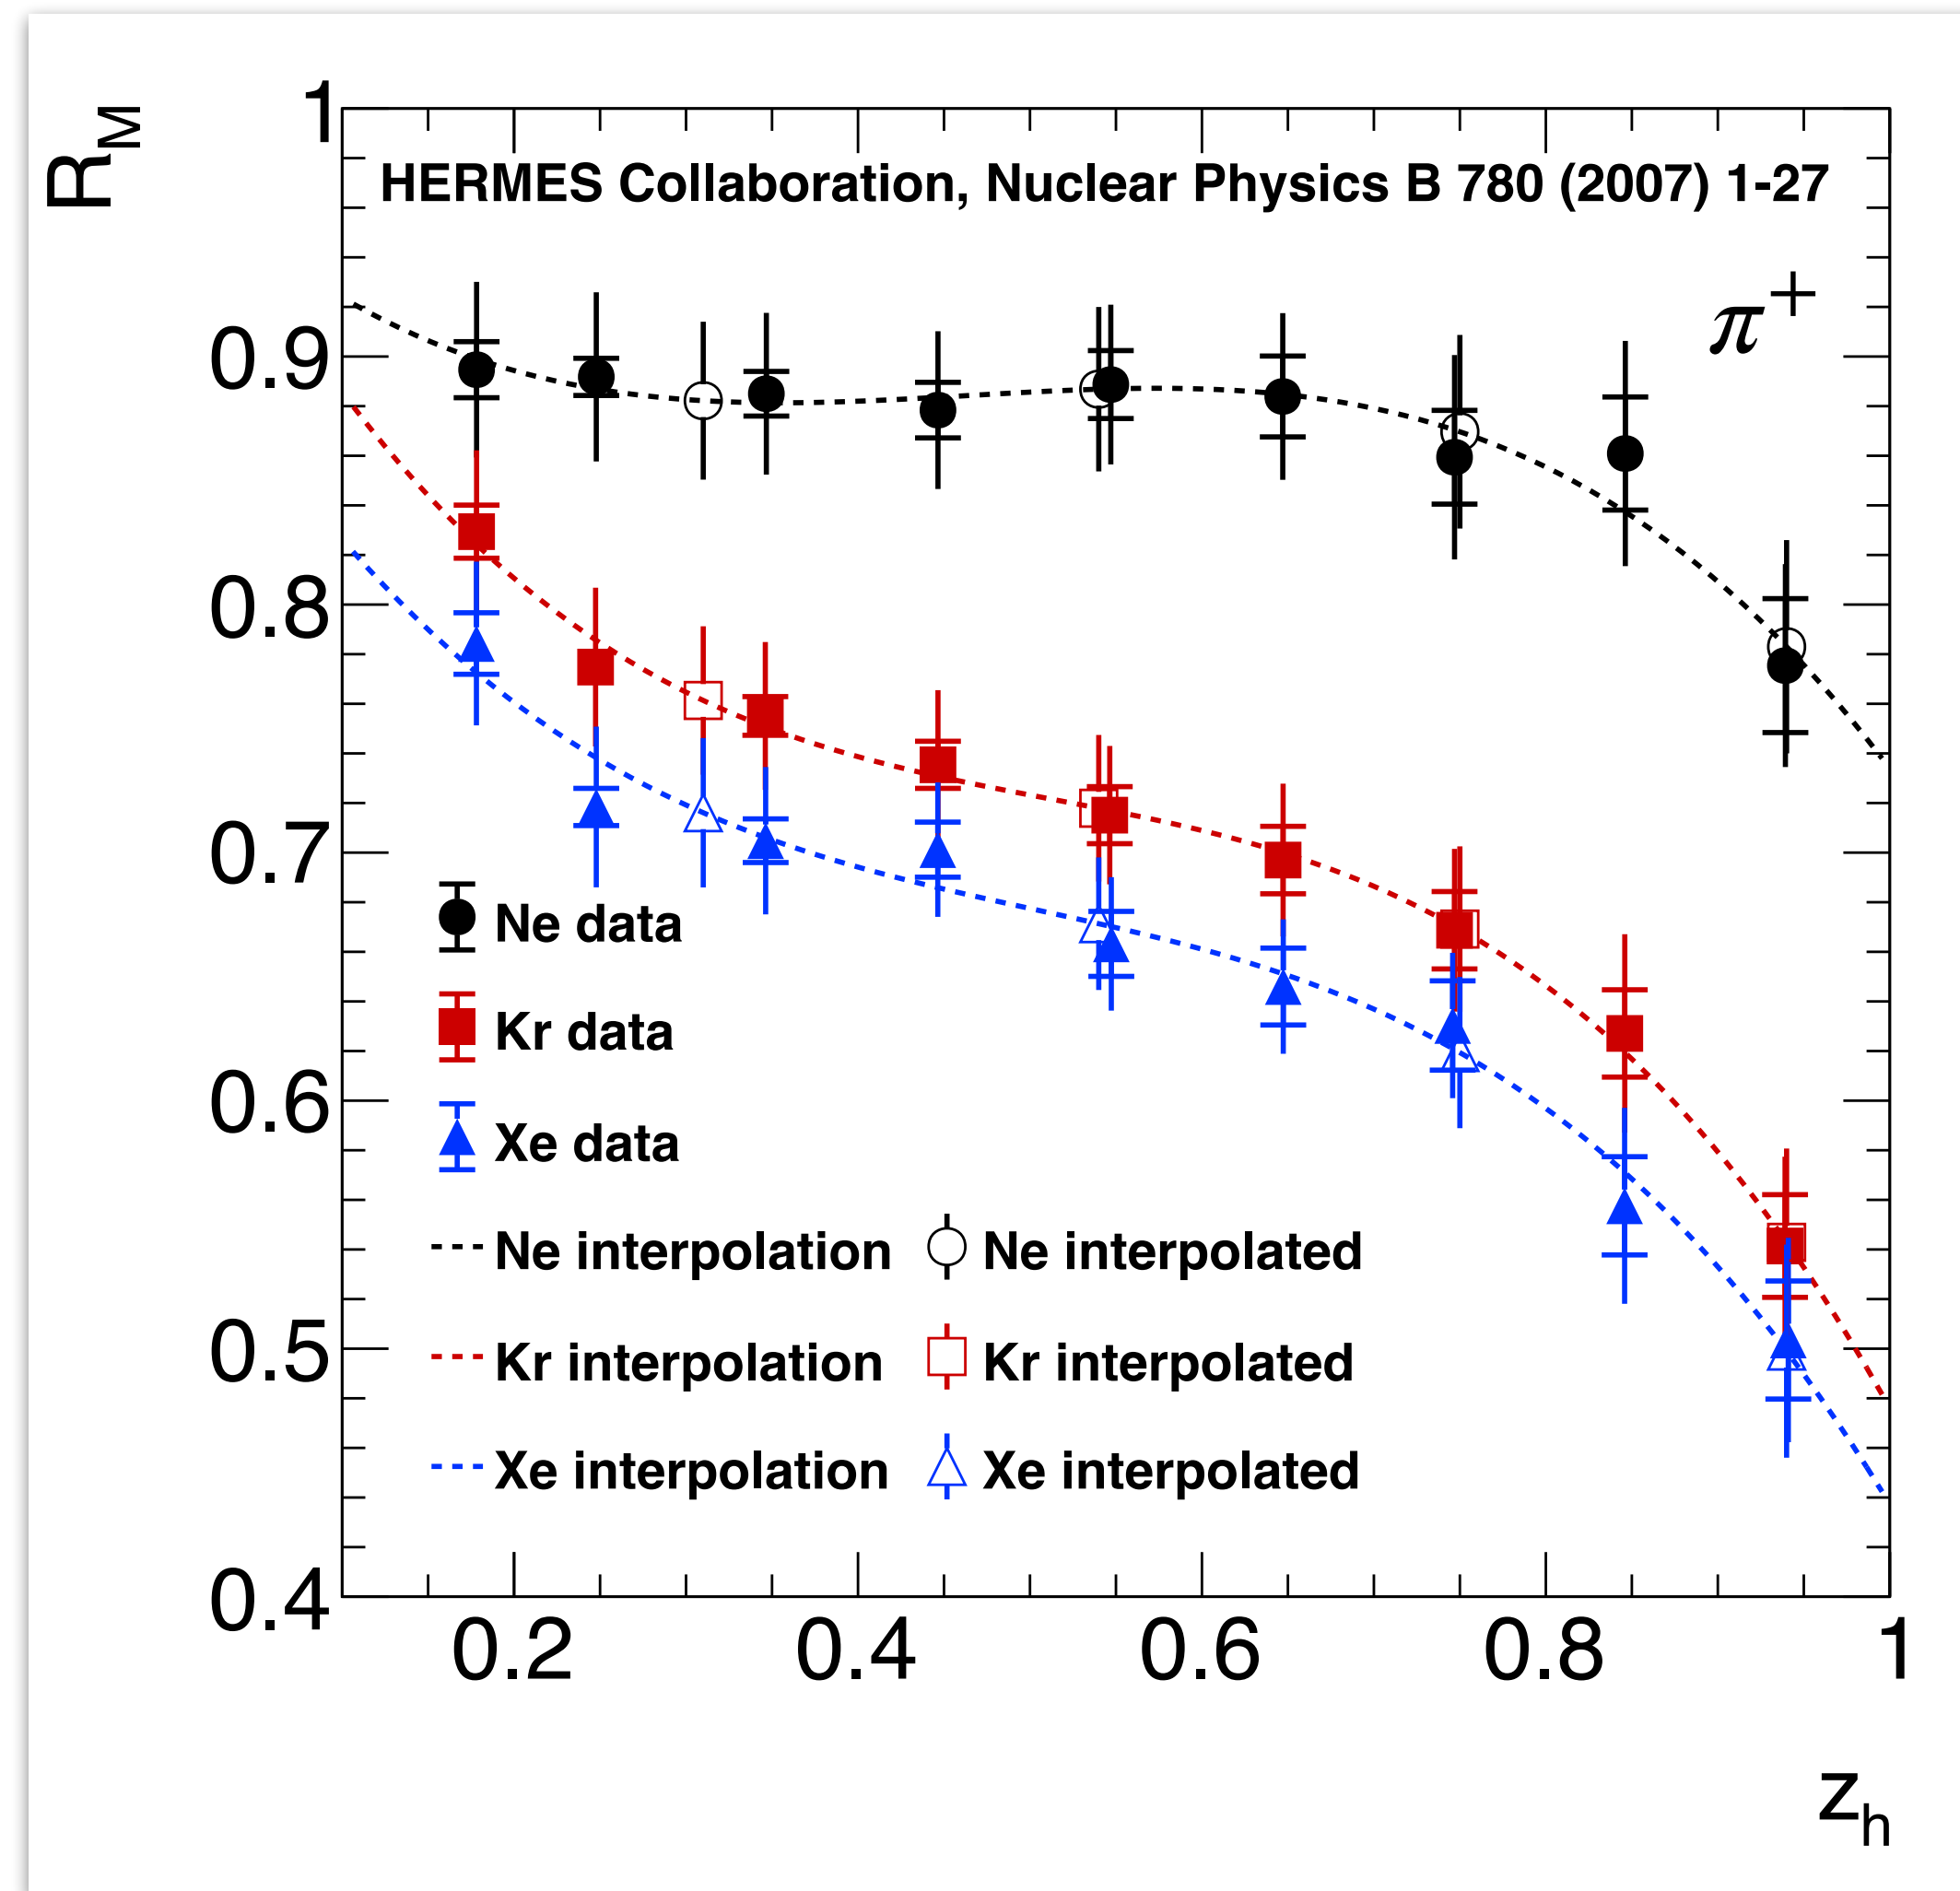 R_M
1
HERMES Collaboration, Nuclear Physics B 780 (2007) 1-27
π+
0.9
0.8
0.7
Ne data
Kr data
0.6
Xe data
Ne interpolation Ne interpolated
0.5
Kr interpolation Kr interpolated
Xe interpolation Xe interpolated
0.4
0.2 0.4 0.6 0.8 1
z_h